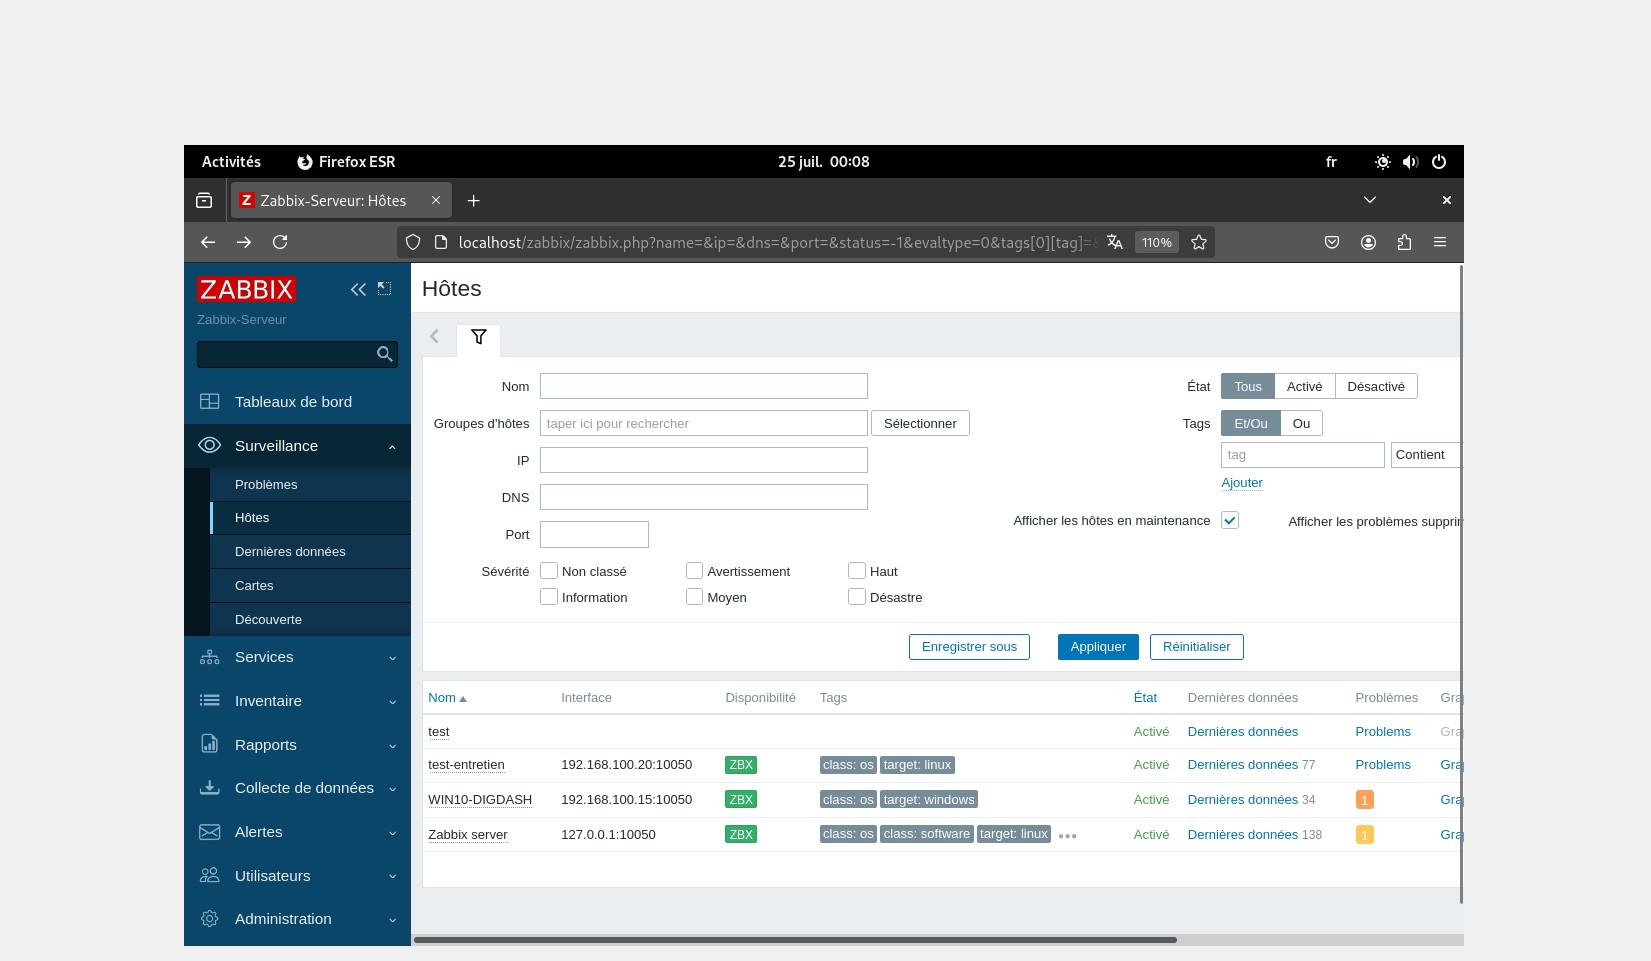 Activités Firefox ESR 25 juil. 00:08 fr
Zabbix-Serveur: Hôtes
localhost/zabbix/zabbix.php?name=&ip=&dns=&port=&status=-1&evaltype=0&tags[0][tag]=& 110%
ZABBIX
Zabbix-Serveur
Tableaux de bord
Surveillance
Problèmes
Hôtes
Dernières données
Cartes
Découverte
Services
Inventaire
Rapports
Collecte de données
Alertes
Utilisateurs
Administration
Hôtes
Nom
Groupes d'hôtes taper ici pour rechercher Sélectionner
IP
DNS
Port
Sévérité Non classé Avertissement Haut
Information Moyen Désastre
État Tous Activé Désactivé
Tags Et/Ou Ou
tag Contient
Ajouter
Afficher les hôtes en maintenance Afficher les problèmes supprin
Enregistrer sous Appliquer Réinitialiser
Nom Interface Disponibilité Tags État Dernières données Problèmes Gra
test Activé Dernières données Problems Gra
test-entretien 192.168.100.20:10050 ZBX class: os target: linux Activé Dernières données 77 Problems Gra
WIN10-DIGDASH 192.168.100.15:10050 ZBX class: os target: windows Activé Dernières données 34 1 Gra
Zabbix server 127.0.0.1:10050 ZBX class: os class: software target: linux Activé Dernières données 138 1 Gra